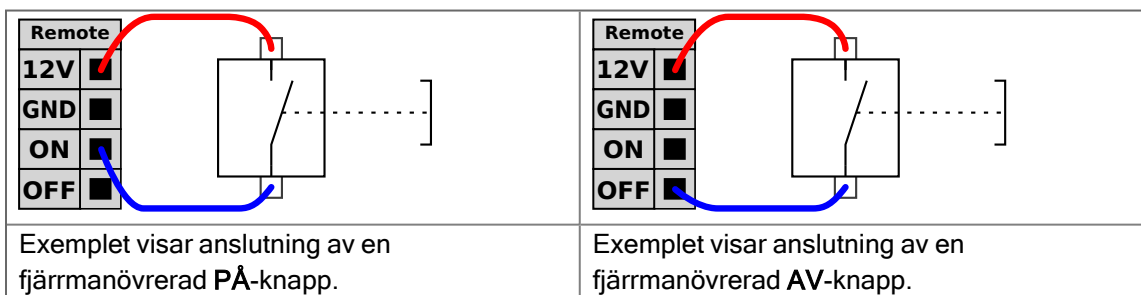 Remote
12V
GND
ON
OFF
Exemplet visar anslutning av en
fjärrmanövrerad PÅ-knapp.
Remote
12V
GND
ON
OFF
Exemplet visar anslutning av en
fjärrmanövrerad AV-knapp.